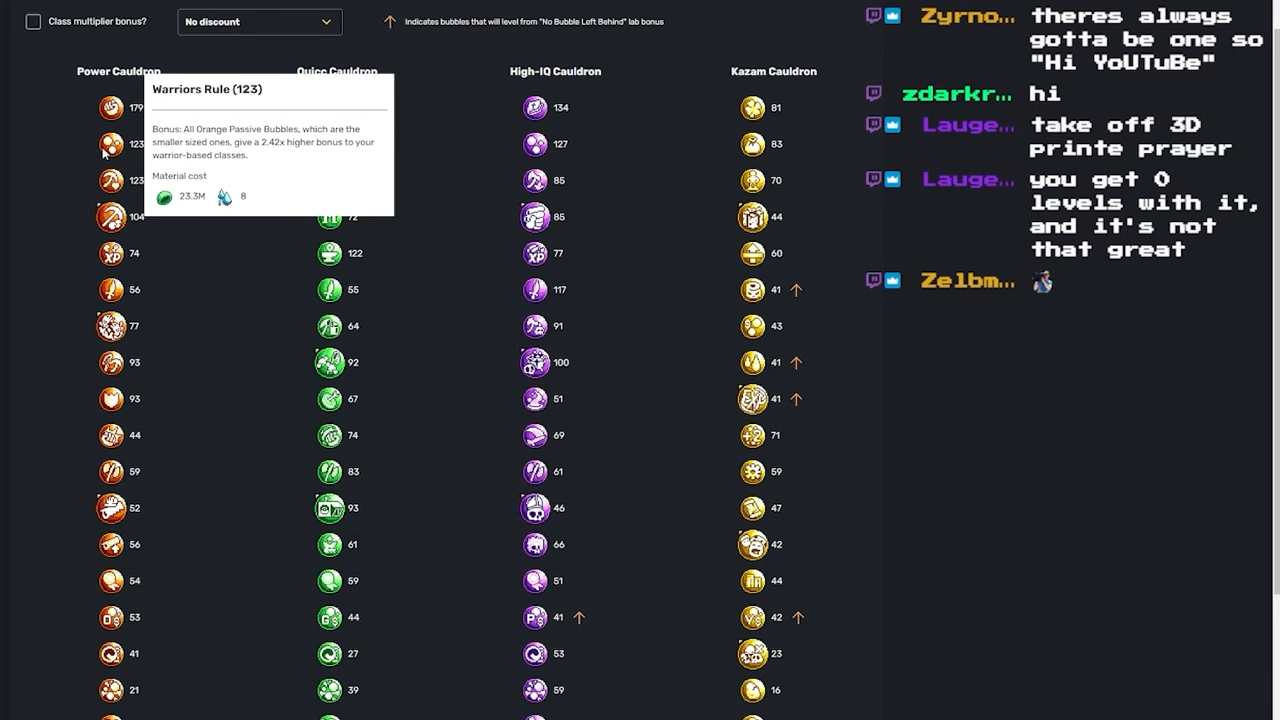 Class multiplier bonus?
No discount
Indicates bubbles that will level from "No Bubble Left Behind" lab bonus
Power Cauldron
Quicc Cauldron
High-IQ Cauldron
Kazam Cauldron
Warriors Rule (123)
Bonus: All Orange Passive Bubbles, which are the
smaller sized ones, give a 2.42x higher bonus to your
warrior-based classes.
Material cost
23.3M 8
179 134 81
123 127 83
123 85 70
104 72 85 44
74 122 77 60
56 55 117 41
77 64 91 43
93 92 100 41
93 67 51 41
44 74 69 71
59 83 61 59
52 93 46 47
56 61 66 42
54 59 51 44
53 44 41 42
41 27 53 23
21 39 59 16
Zyrno... theres always
gotta be one so
"Hi YoUTuBe"
zdarkr... hi
Lauge... take off 3D
printe prayer
Lauge... you get 0
levels with it,
and it's not
that great
Zelbm...